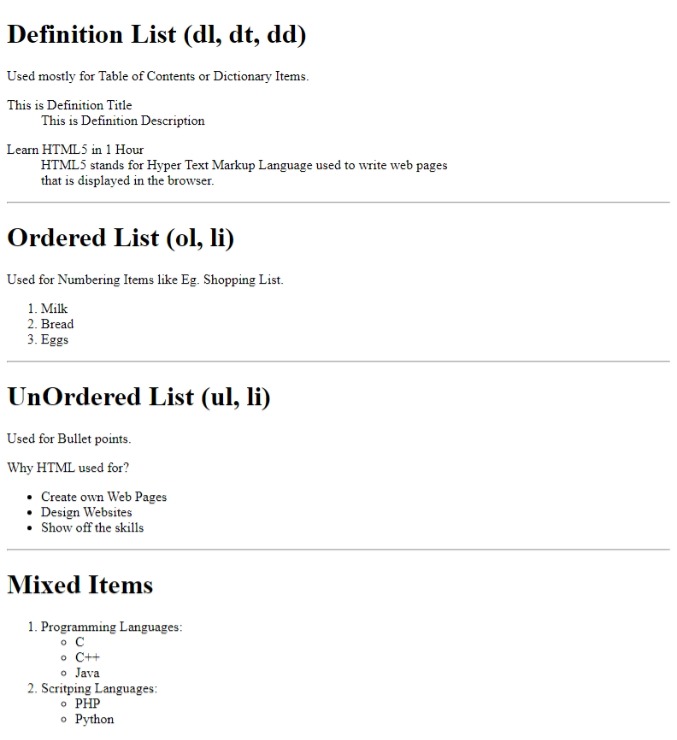 Definition List (dl, dt, dd)
Used mostly for Table of Contents or Dictionary Items.
This is Definition Title
This is Definition Description
Learn HTML5 in 1 Hour
HTML5 stands for Hyper Text Markup Language used to write web pages
that is displayed in the browser.
Ordered List (ol, li)
Used for Numbering Items like Eg. Shopping List.
1. Milk
2. Bread
3. Eggs
UnOrdered List (ul, li)
Used for Bullet points.
Why HTML used for?
• Create own Web Pages
• Design Websites
• Show off the skills
Mixed Items
1. Programming Languages:
◦ C
◦ C++
◦ Java
2. Scritping Languages:
◦ PHP
◦ Python